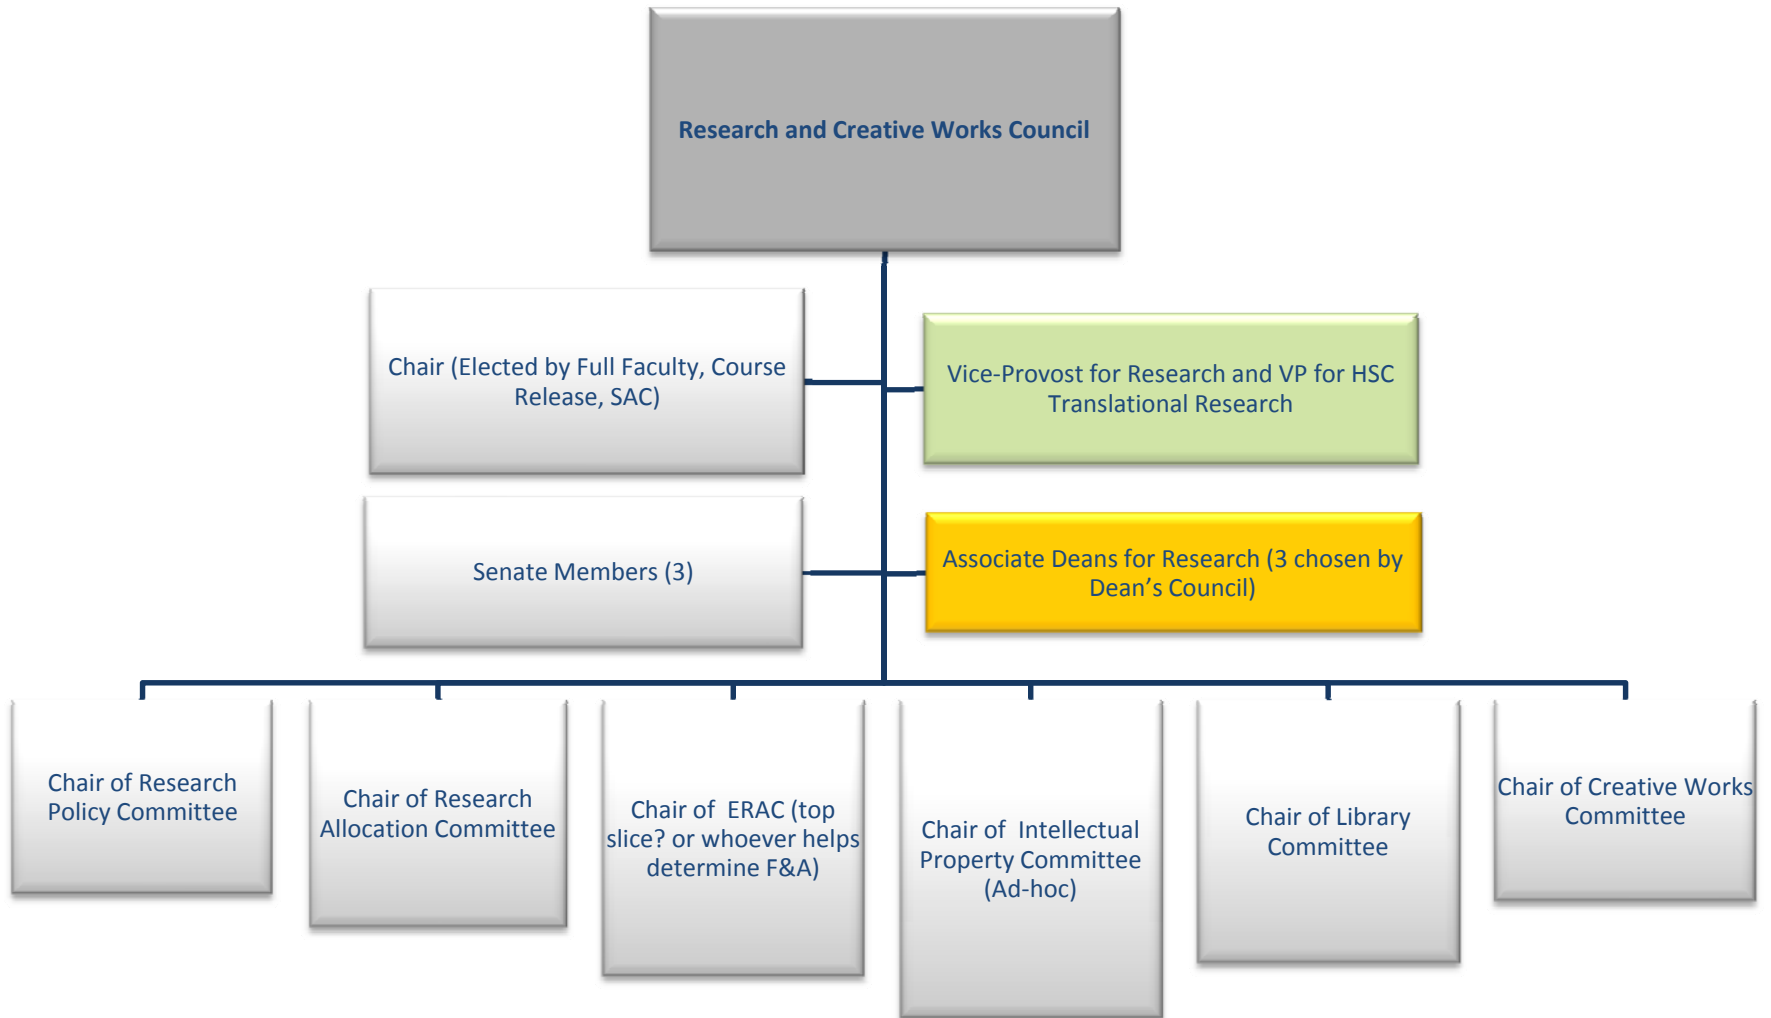 Research and Creative Works Council
Chair (Elected by Full Faculty, Course
Release, SAC)
Vice-Provost for Research and VP for HSC
Translational Research
Senate Members (3)
Associate Deans for Research (3 chosen by
Dean’s Council)
Chair of Research
Policy Committee
Chair of Research
Allocation Committee
Chair of  ERAC (top
slice? or whoever helps
determine F&A)
Chair of  Intellectual
Property Committee
(Ad-hoc)
Chair of Library
Committee
Chair of Creative Works
Committee